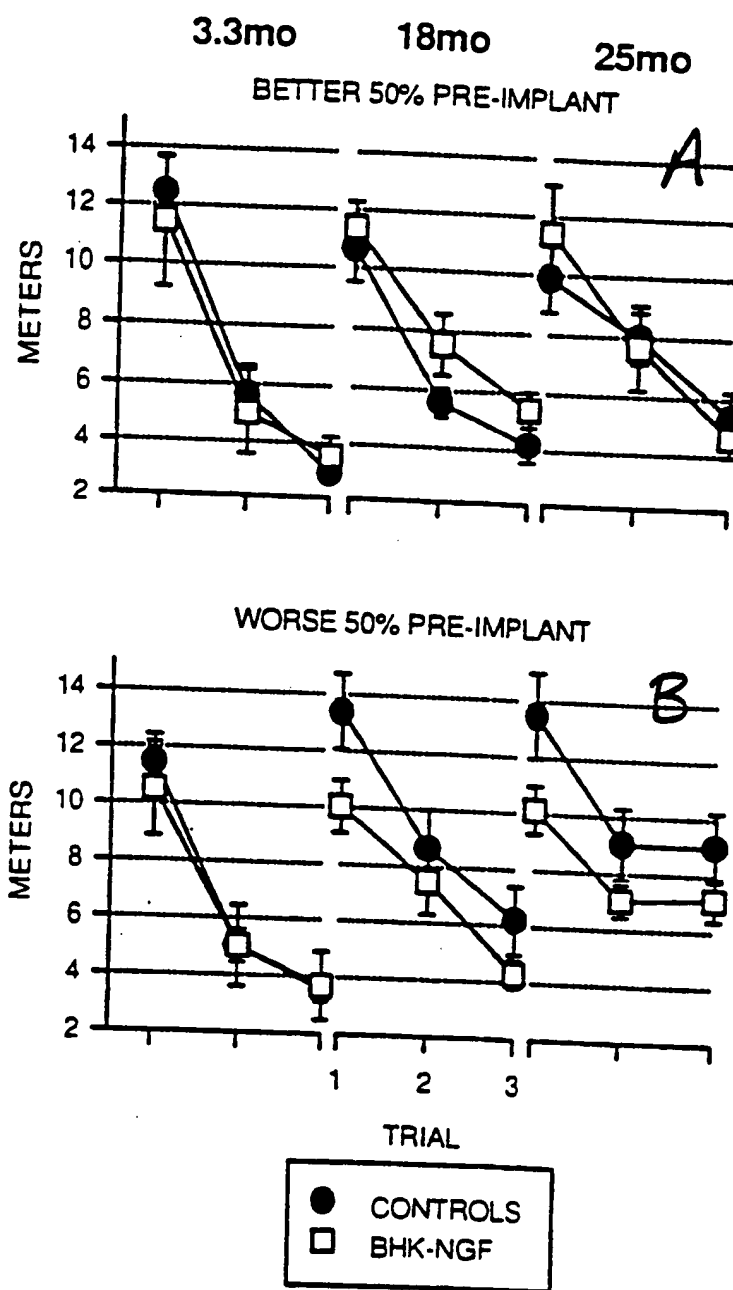 3.3mo 18mo 25mo
BETTER 50% PRE-IMPLANT
A
14
12
10
8
6
4
2
METERS
WORSE 50% PRE-IMPLANT
B
14
12
10
8
6
4
2
METERS
1 2 3
TRIAL
CONTROLS
BHK-NGF